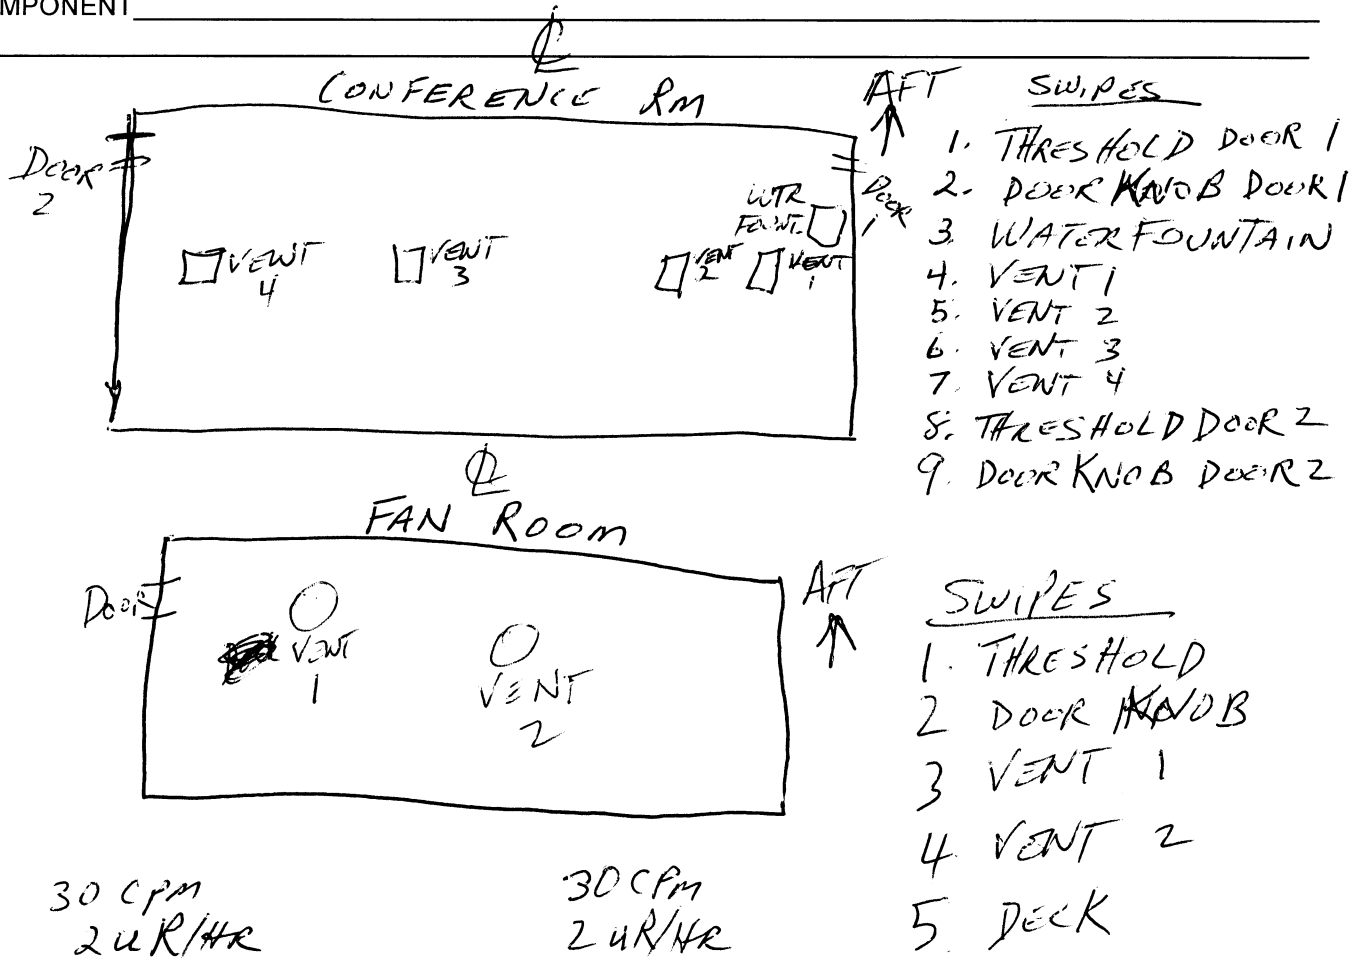 MPONENT
℄
CONFERENCE RM
AFT
DOOR
2
DOOR
1
WTR
FOUNT.
VENT
4
VENT
3
VENT
2
VENT
1
SWIPES
1. THRESHOLD DOOR 1
2. DOOR KNOB DOOR 1
3. WATER FOUNTAIN
4. VENT 1
5. VENT 2
6. VENT 3
7. VENT 4
8. THRESHOLD DOOR 2
9. DOOR KNOB DOOR 2
℄
FAN ROOM
AFT
DOOR
VENT
1
VENT
2
SWIPES
1. THRESHOLD
2 DOOR KNOB
3 VENT 1
4. VENT 2
5 DECK
30 CPM
2 uR/HR
30 CPM
2 uR/HR